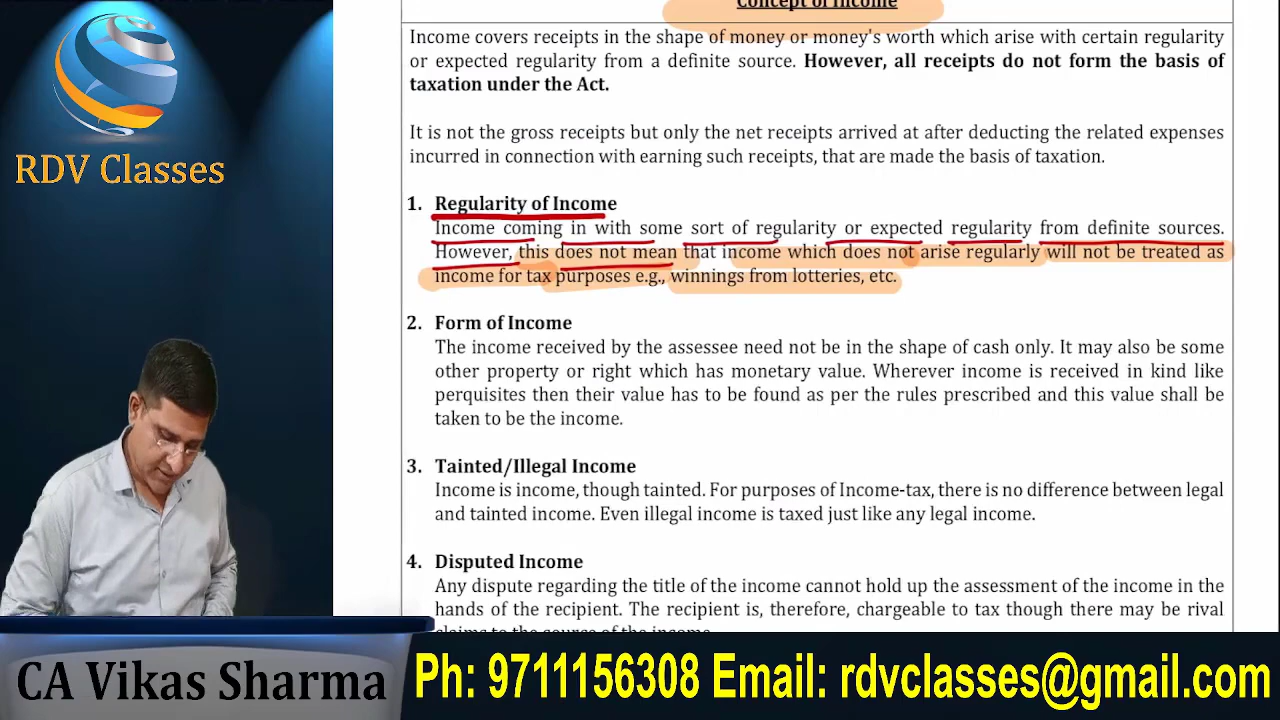 Concept of Income
RDV Classes
Income covers receipts in the shape of money or money's worth which arise with certain regularity
or expected regularity from a definite source. However, all receipts do not form the basis of
taxation under the Act.
It is not the gross receipts but only the net receipts arrived at after deducting the related expenses
incurred in connection with earning such receipts, that are made the basis of taxation.
1. Regularity of Income
Income coming in with some sort of regularity or expected regularity from definite sources.
However, this does not mean that income which does not arise regularly will not be treated as
income for tax purposes e.g., winnings from lotteries, etc.
2. Form of Income
The income received by the assessee need not be in the shape of cash only. It may also be some
other property or right which has monetary value. Wherever income is received in kind like
perquisites then their value has to be found as per the rules prescribed and this value shall be
taken to be the income.
3. Tainted/Illegal Income
Income is income, though tainted. For purposes of Income-tax, there is no difference between legal
and tainted income. Even illegal income is taxed just like any legal income.
4. Disputed Income
Any dispute regarding the title of the income cannot hold up the assessment of the income in the
hands of the recipient. The recipient is, therefore, chargeable to tax though there may be rival
claims to the source of the income.
CA Vikas Sharma
Ph: 9711156308 Email: rdvclasses@gmail.com